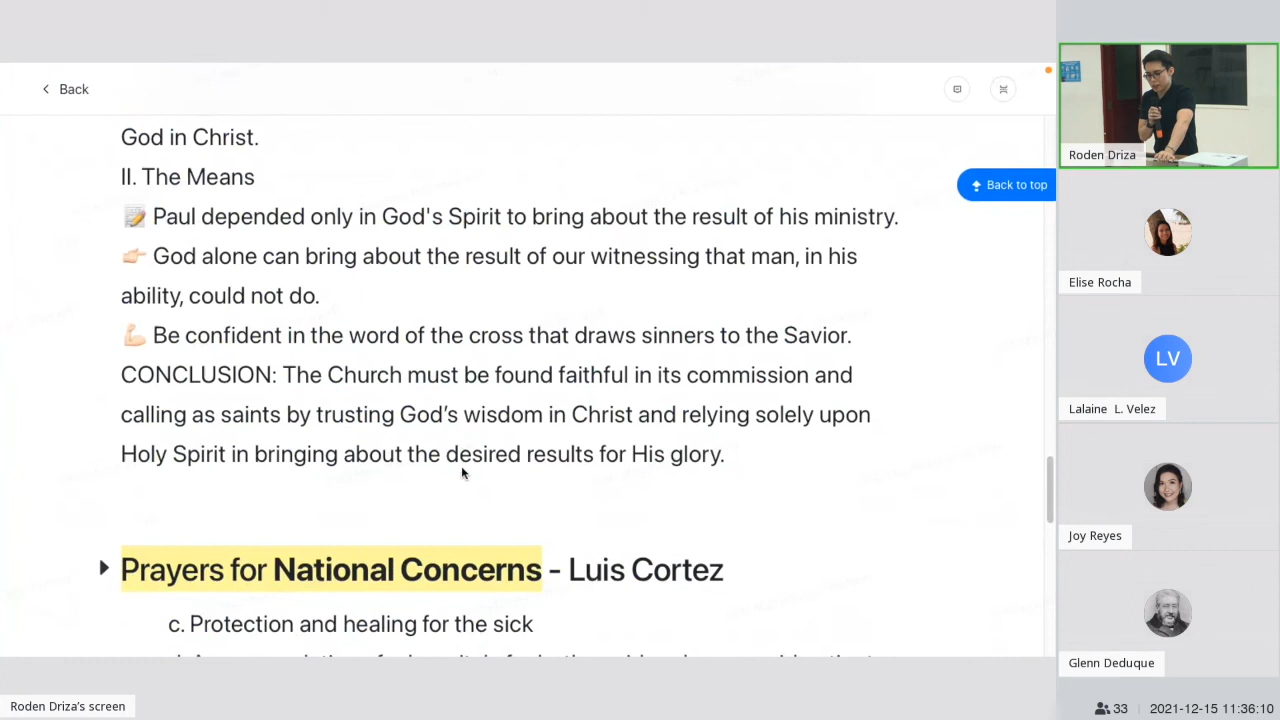 Back
God in Christ.
II. The Means
📝 Paul depended only in God's Spirit to bring about the result of his ministry.
👉🏻 God alone can bring about the result of our witnessing that man, in his
ability, could not do.
💪🏻 Be confident in the word of the cross that draws sinners to the Savior.
CONCLUSION: The Church must be found faithful in its commission and
calling as saints by trusting God’s wisdom in Christ and relying solely upon
Holy Spirit in bringing about the desired results for His glory.
Prayers for National Concerns - Luis Cortez
c. Protection and healing for the sick
Back to top
Roden Driza
Elise Rocha
LV
Lalaine L. Velez
Joy Reyes
Glenn Deduque
Roden Driza's screen
33 2021-12-15 11:36:10